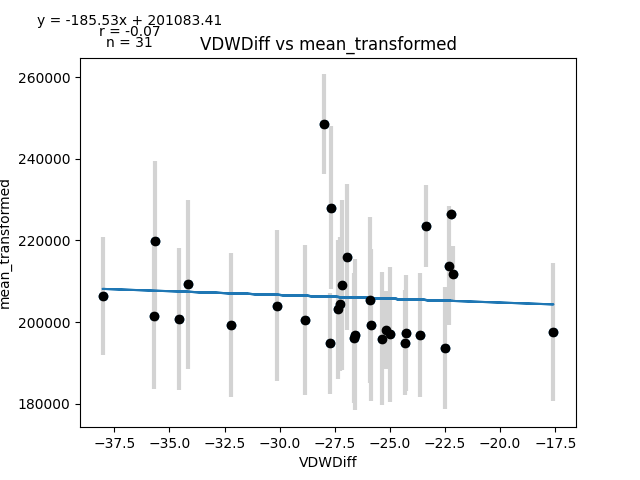 y = -185.53x + 201083.41
r = -0.07
n = 31
VDWDiff vs mean_transformed
260000
240000
220000
200000
180000
mean_transformed
−37.5 −35.0 −32.5 −30.0 −27.5 −25.0 −22.5 −20.0 −17.5
VDWDiff